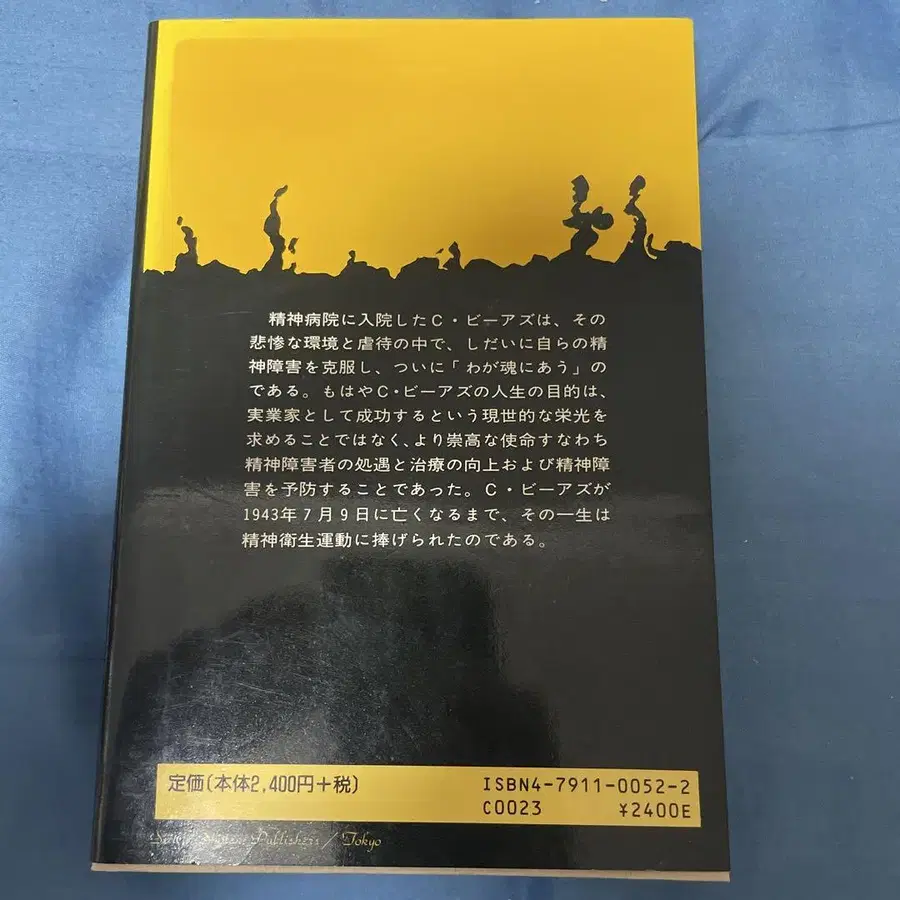 精神病院に入院したC・ビーアズは、その
悲惨な環境と虐待の中で、しだいに自らの精
神障害を克服し、ついに「わが魂にあう」の
である。もはやC・ビーアズの人生の目的は、
実業家として成功するという現世的な栄光を
求めることではなく、より崇高な使命すなわち
精神障害者の処遇と治療の向上および精神障
害を予防することであった。C・ビーアズが
1943年7月9日に亡くなるまで、その一生は
精神衛生運動に捧げられたのである。
定価(本体2,400円+税)
ISBN4-7911-0052-2
C0023 ¥2400E
Publishers / Tokyo